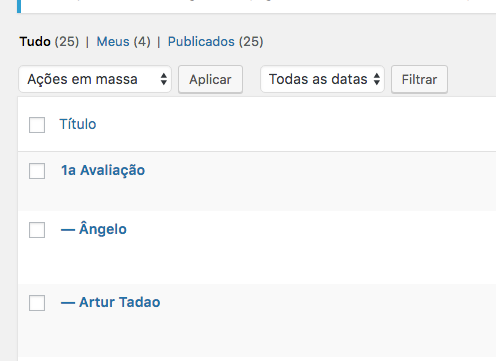 Tudo (25) | Meus (4) | Publicados (25)
Ações em massa Aplicar Todas as datas Filtrar
Título
1a Avaliação
— Ângelo
— Artur Tadao